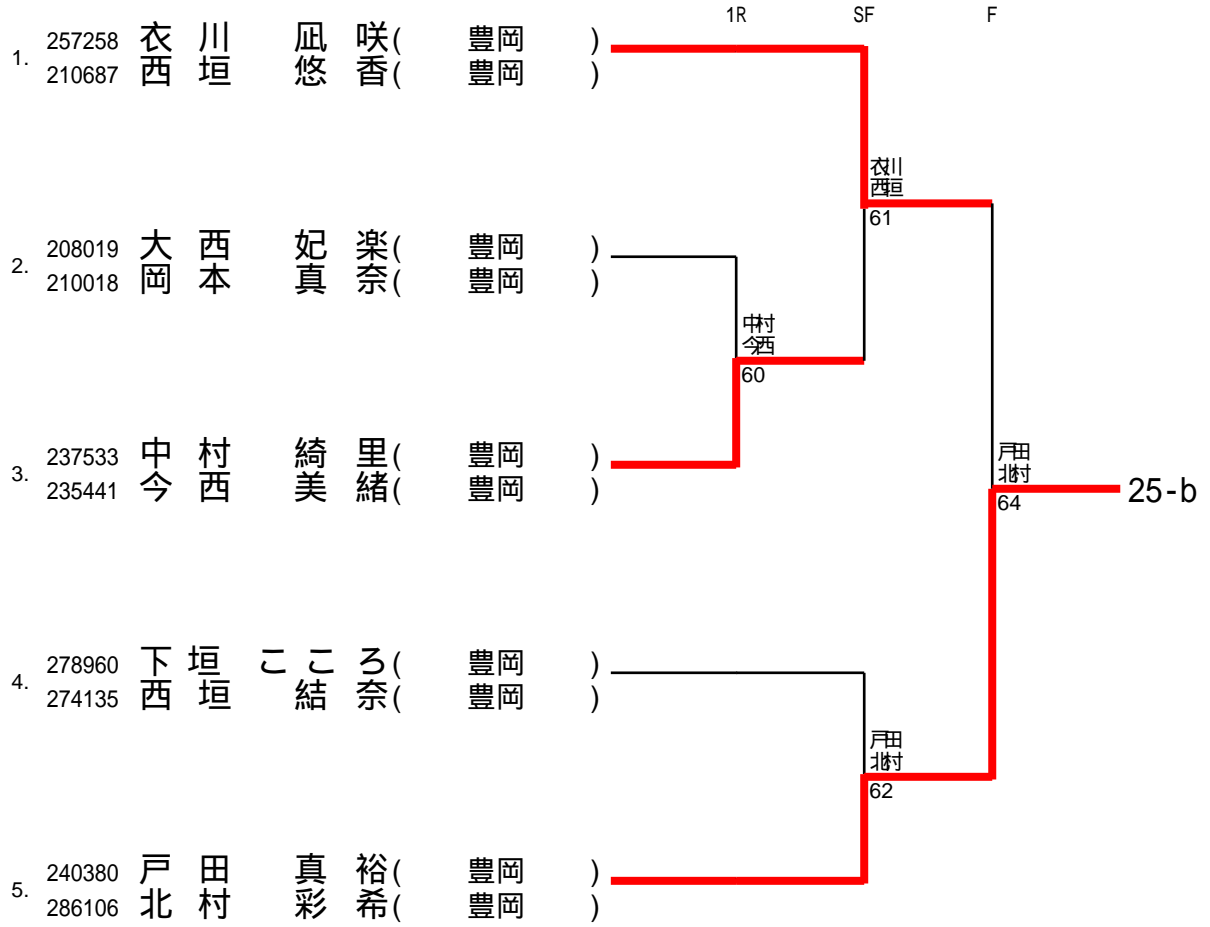 1R SF F
1. 257258 衣川 凪咲( 豊岡 )
210687 西垣 悠香( 豊岡 )
衣川
西垣
61
2. 208019 大西 妃楽( 豊岡 )
210018 岡本 真奈( 豊岡 )
中村
今西
60
3. 237533 中村 綺里( 豊岡 )
235441 今西 美緒( 豊岡 )
戸田
北村
64
25-b
4. 278960 下垣 こころ( 豊岡 )
274135 西垣 結奈( 豊岡 )
戸田
北村
62
5. 240380 戸田 真裕( 豊岡 )
286106 北村 彩希( 豊岡 )